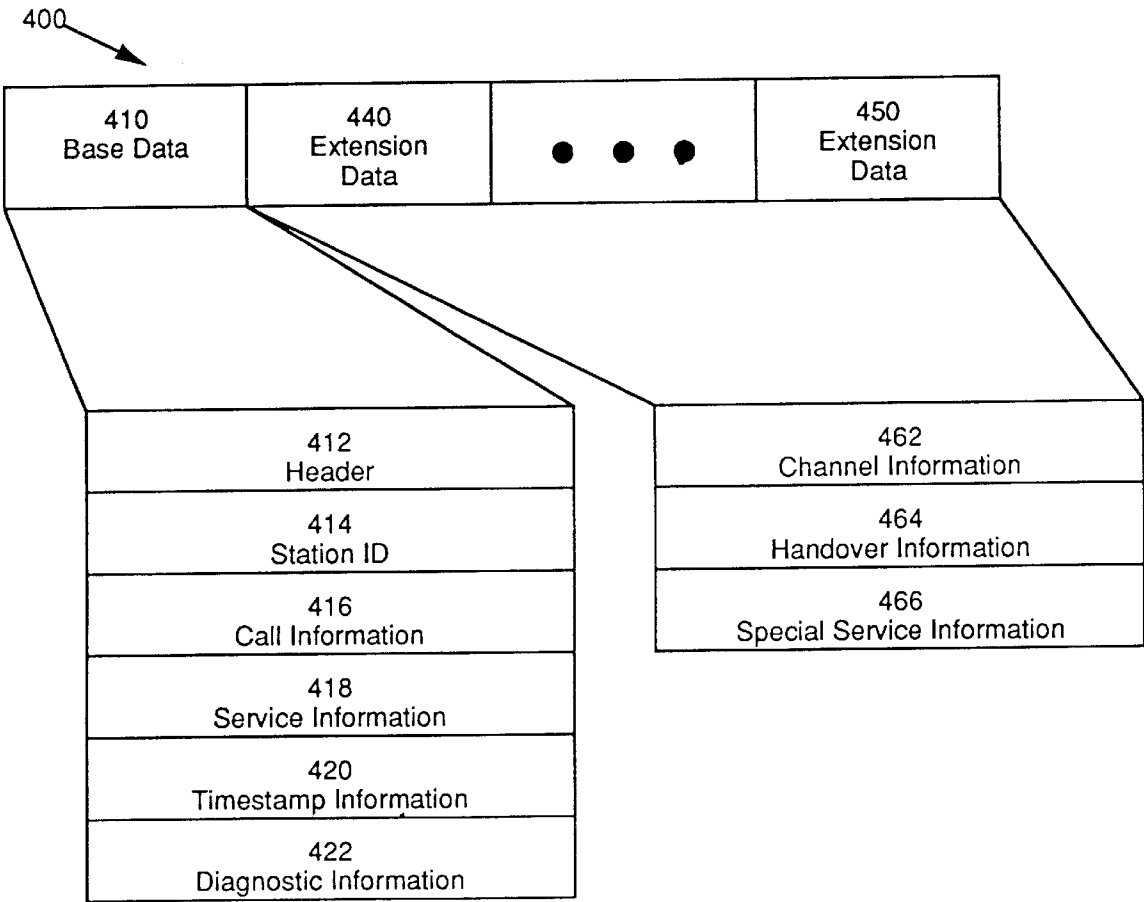 400
410
Base Data
440
Extension
Data
450
Extension
Data
412
Header
414
Station ID
416
Call Information
418
Service Information
420
Timestamp Information
422
Diagnostic Information
462
Channel Information
464
Handover Information
466
Special Service Information